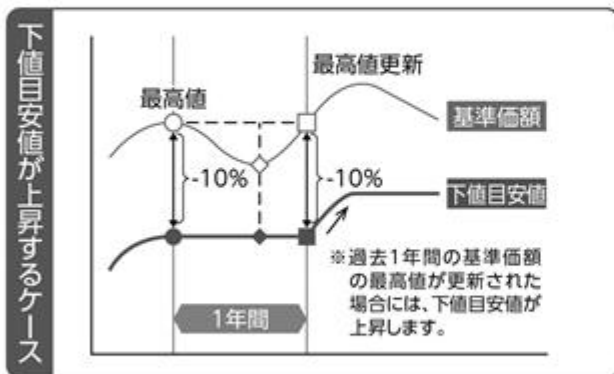 下値目安値が上昇するケース
最高値更新
最高値
基準価額
-10%
-10%
下値目安値
※過去1年間の基準価額
の最高値が更新された
場合には、下値目安値が
上昇します。
1年間